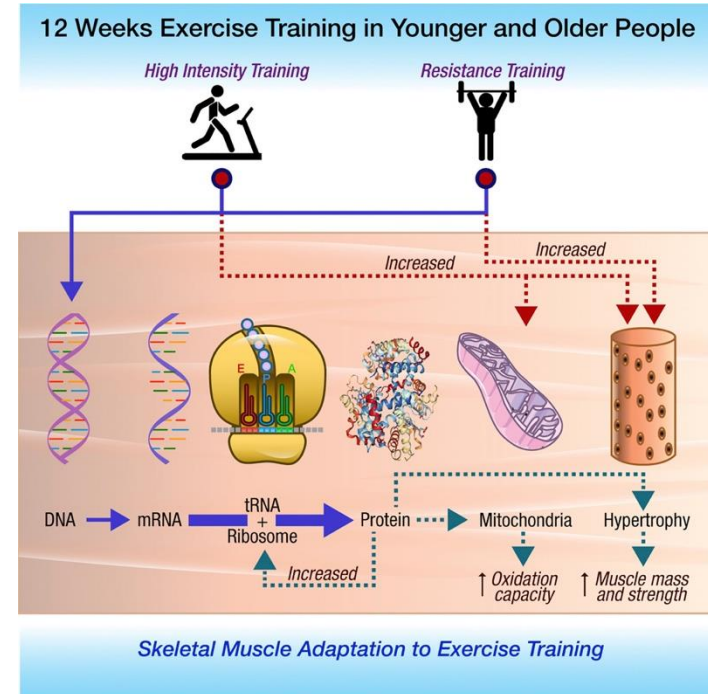 12 Weeks Exercise Training in Younger and Older People
High Intensity Training
Resistance Training
Increased
Increased
E
P
A
DNA
mRNA
tRNA
+
Ribosome
Protein
Mitochondria
Hypertrophy
Increased
↑ Oxidation
capacity
↑ Muscle mass
and strength
Skeletal Muscle Adaptation to Exercise Training